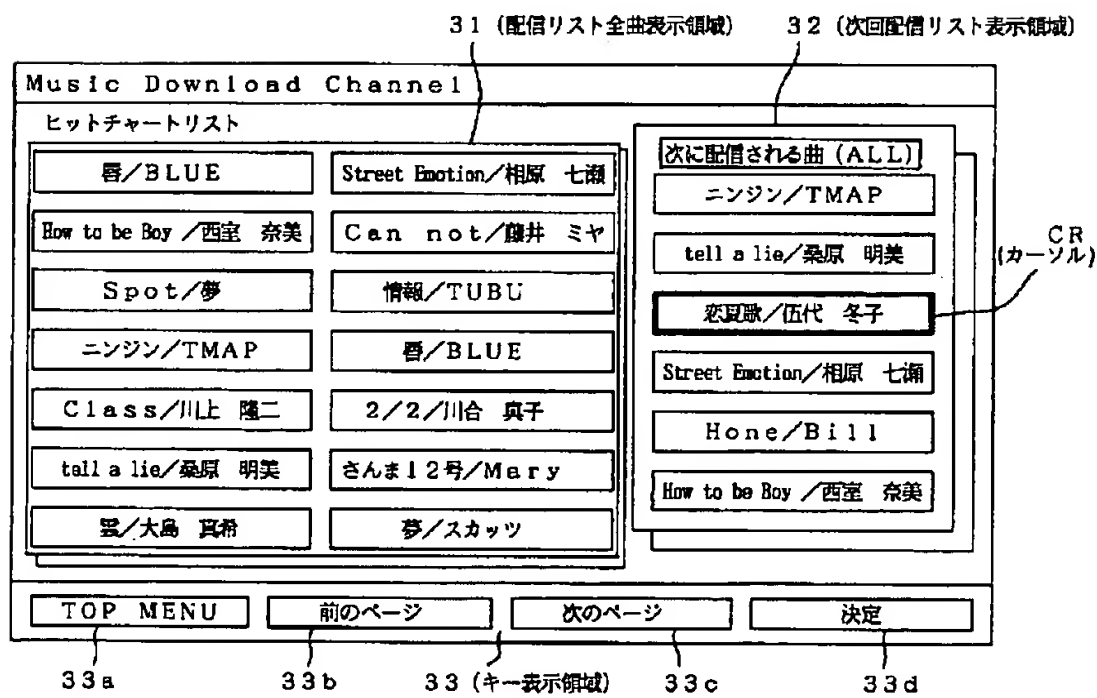 31 (配信リスト全曲表示領域)
32 (次回配信リスト表示領域)
Music Download Channel
ヒットチャートリスト
唇/BLUE
Street Emotion/相原 七瀬
How to be Boy /西室 奈美
Can not/藤井 ミヤ
Spot/夢
情報/TUBU
ニンジン/TMAP
唇/BLUE
Class/川上 隆二
2/2/川合 真子
tell a lie/桑原 明美
さんま12号/Mary
雲/大島 真希
夢/スカッツ
次に配信される曲 (ALL)
ニンジン/TMAP
tell a lie/桑原 明美
恋夏歌/伍代 冬子
Street Emotion/相原 七瀬
Hone/Bill
How to be Boy /西室 奈美
CR
(カーソル)
TOP MENU
前のページ
次のページ
決定
33a
33b
33 (キー表示領域)
33c
33d